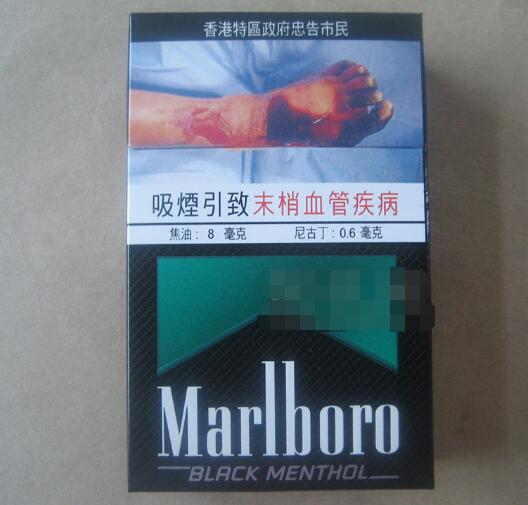 香港特區政府忠告市民
吸煙引致末梢血管疾病
焦油: 8 毫克 尼古丁: 0.6 毫克
Marlboro
BLACK MENTHOL